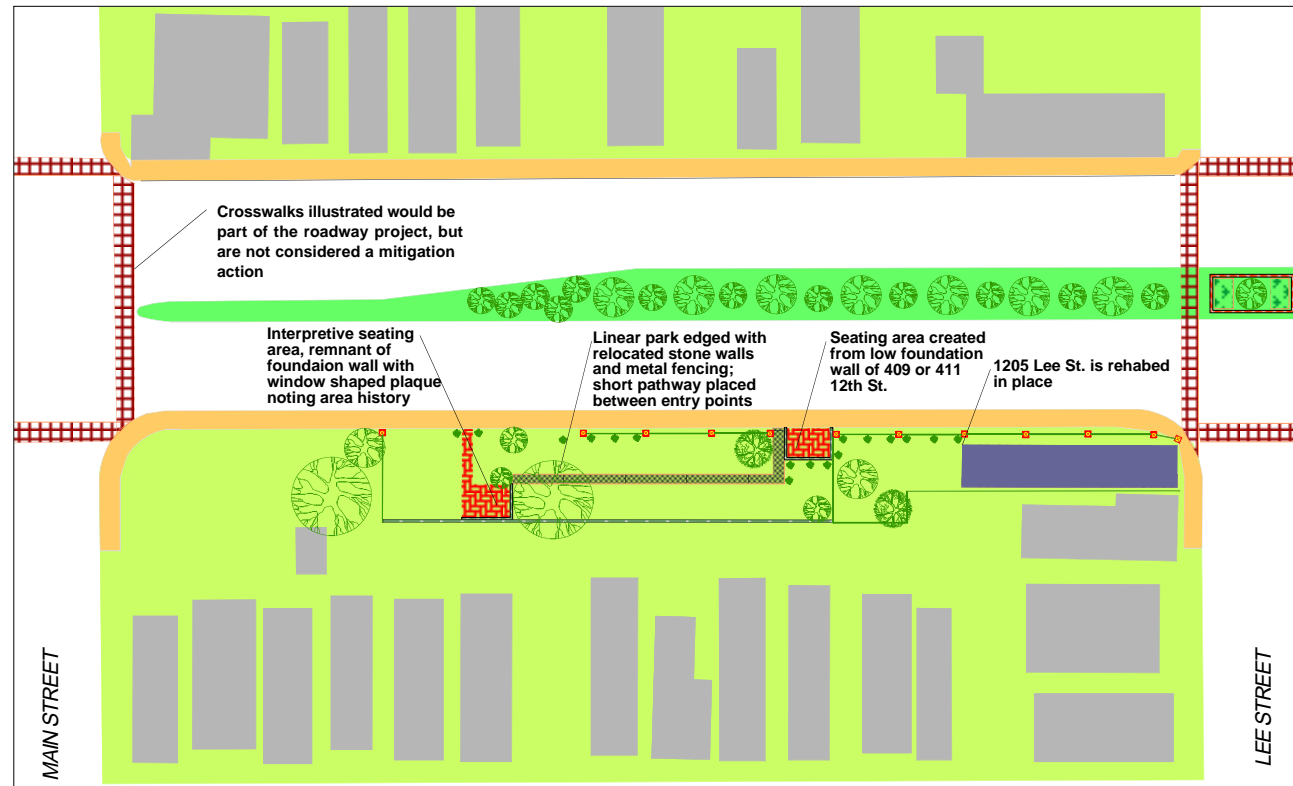 Crosswalks illustrated would be
part of the roadway project, but
are not considered a mitigation
action
Interpretive seating
area, remnant of
foundaion wall with
window shaped plaque
noting area history
Linear park edged with
relocated stone walls
and metal fencing;
short pathway placed
between entry points
Seating area created
from low foundation
wall of 409 or 411
12th St.
1205 Lee St. is rehabed
in place
MAIN STREET
LEE STREET